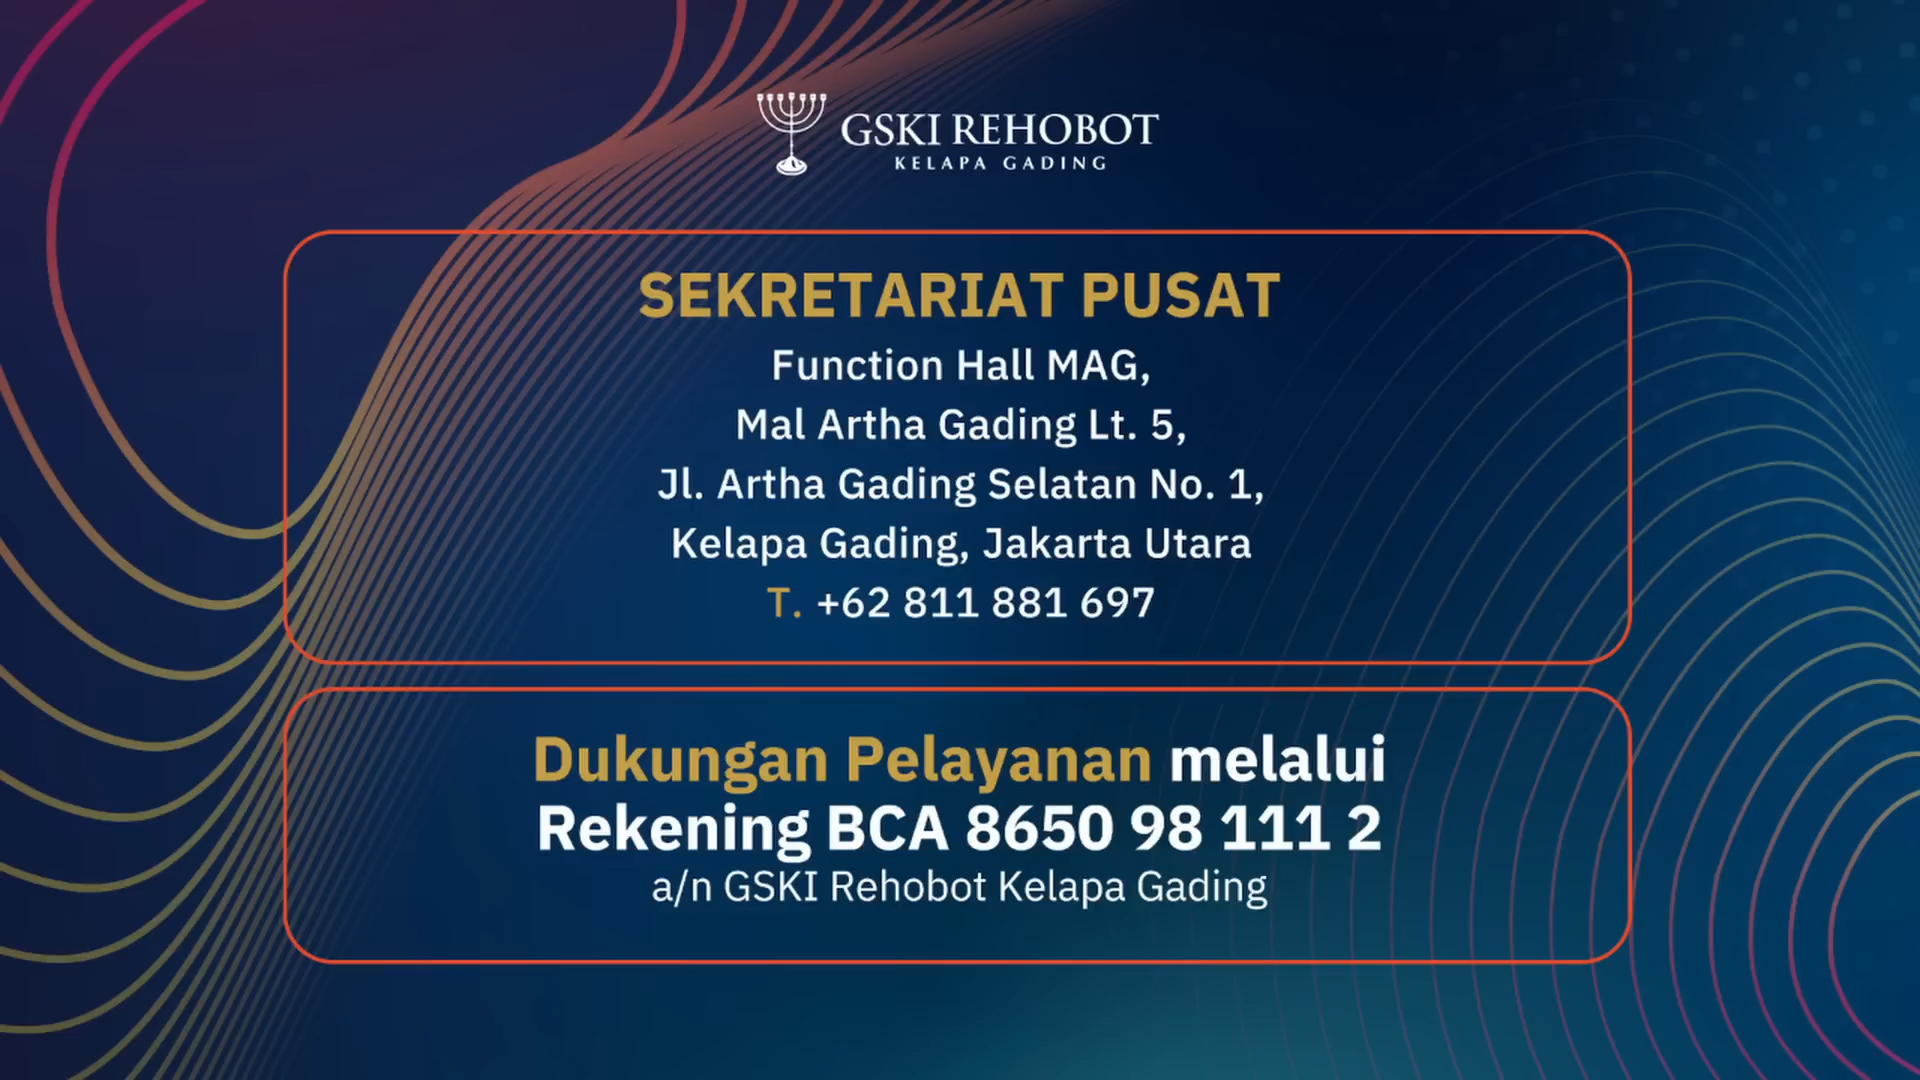 GSKI REHOBOT
KELAPA GADING
SEKRETARIAT PUSAT
Function Hall MAG,
Mal Artha Gading Lt. 5,
Jl. Artha Gading Selatan No. 1,
Kelapa Gading, Jakarta Utara
T. +62 811 881 697
Dukungan Pelayanan melalui
Rekening BCA 8650 98 111 2
a/n GSKI Rehobot Kelapa Gading